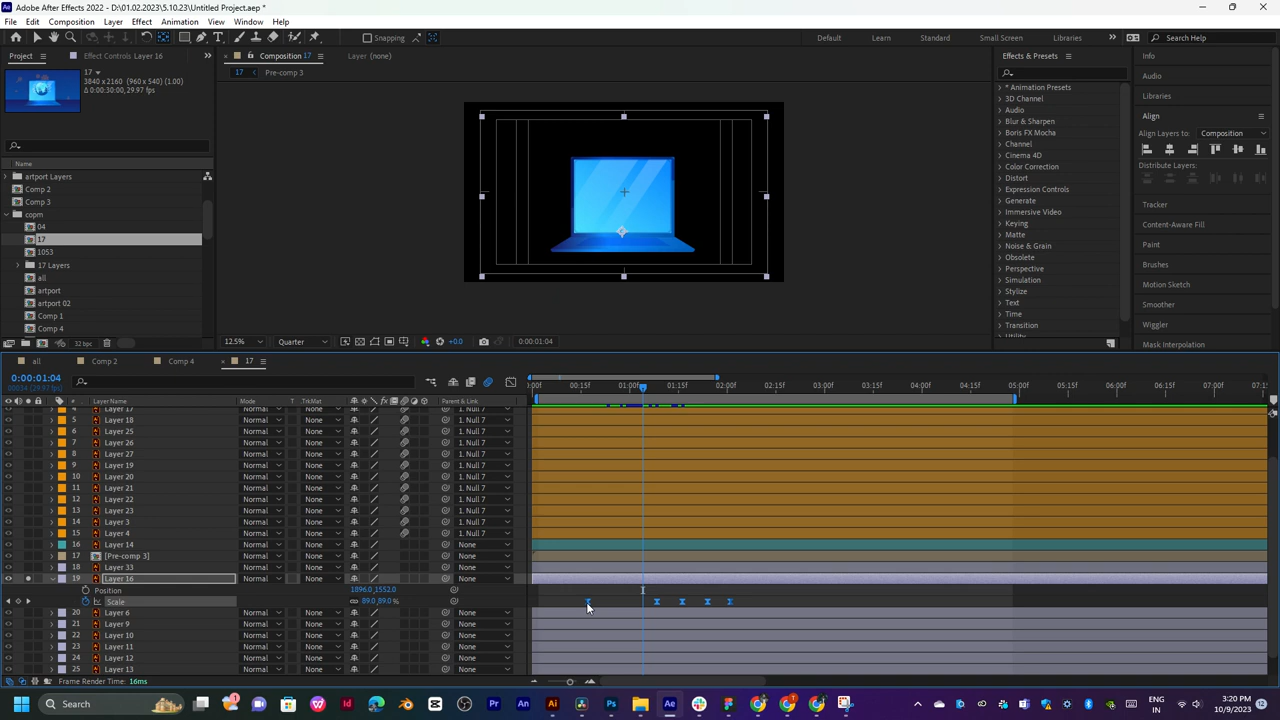 Adobe After Effects 2022 - D:\01.02.2023\5.10.23\Untitled Project.aep *
File Edit Composition Layer Effect Animation View Window Help
Snapping Default Learn Standard Small Screen Libraries Search Help
Project Effect Controls Layer 16 Composition 17 Layer (none) Effects & Presets Info
17
3840 x 2160 (960 x 540) (1.00)
Δ 0:00:30:00, 29.97 fps
17 Pre-comp 3
Name
artport Layers
Comp 2
Comp 3
copm
04
17
1053
17 Layers
all
artport
artport 02
Comp 1
Comp 4
32 bpc
12.5% Quarter +0.0 0:00:01:04
* Animation Presets
3D Channel
Audio
Boris FX Mocha
Channel
Cinema 4D
Color Correction
Distort
Expression Controls
Generate
Immersive Video
Keying
Matte
Noise & Grain
Obsolete
Perspective
Simulation
Stylize
Text
Time
Transition
Utility
Audio
Libraries
Align
Align Layers to: Composition
Distribute Layers:
Tracker
Content-Aware Fill
Paint
Brushes
Motion Sketch
Smoother
Wiggler
Mask Interpolation
all Comp 2 Comp 4 17
0:00:01:04
00034 (29.97 fps)
:00f 00:15f 01:00f 01:15f 02:00f 02:15f 03:00f 03:15f 04:00f 04:15f 05:00f 05:15f 06:00f 06:15f 07:00f
# Layer Name Mode T .TrkMat Parent & Link
4 Layer 17 Normal None 1. Null 7
5 Layer 18 Normal None 1. Null 7
6 Layer 25 Normal None 1. Null 7
7 Layer 26 Normal None 1. Null 7
8 Layer 27 Normal None 1. Null 7
9 Layer 19 Normal None 1. Null 7
10 Layer 20 Normal None 1. Null 7
11 Layer 21 Normal None 1. Null 7
12 Layer 22 Normal None 1. Null 7
13 Layer 23 Normal None 1. Null 7
14 Layer 3 Normal None 1. Null 7
15 Layer 4 Normal None 1. Null 7
16 Layer 14 Normal None None
17 [Pre-comp 3] Normal None None
18 Layer 33 Normal None None
19 Layer 16 Normal None None
Position 1896.0,1552.0
Scale 89.0,89.0 %
20 Layer 6 Normal None None
22 Layer 9 Normal None None
22 Layer 10 Normal None None
23 Layer 11 Normal None None
24 Layer 12 Normal None None
25 Layer 13 Normal None None
Frame Render Time: 16ms
Search ENG IN 3:20 PM 10/9/2023